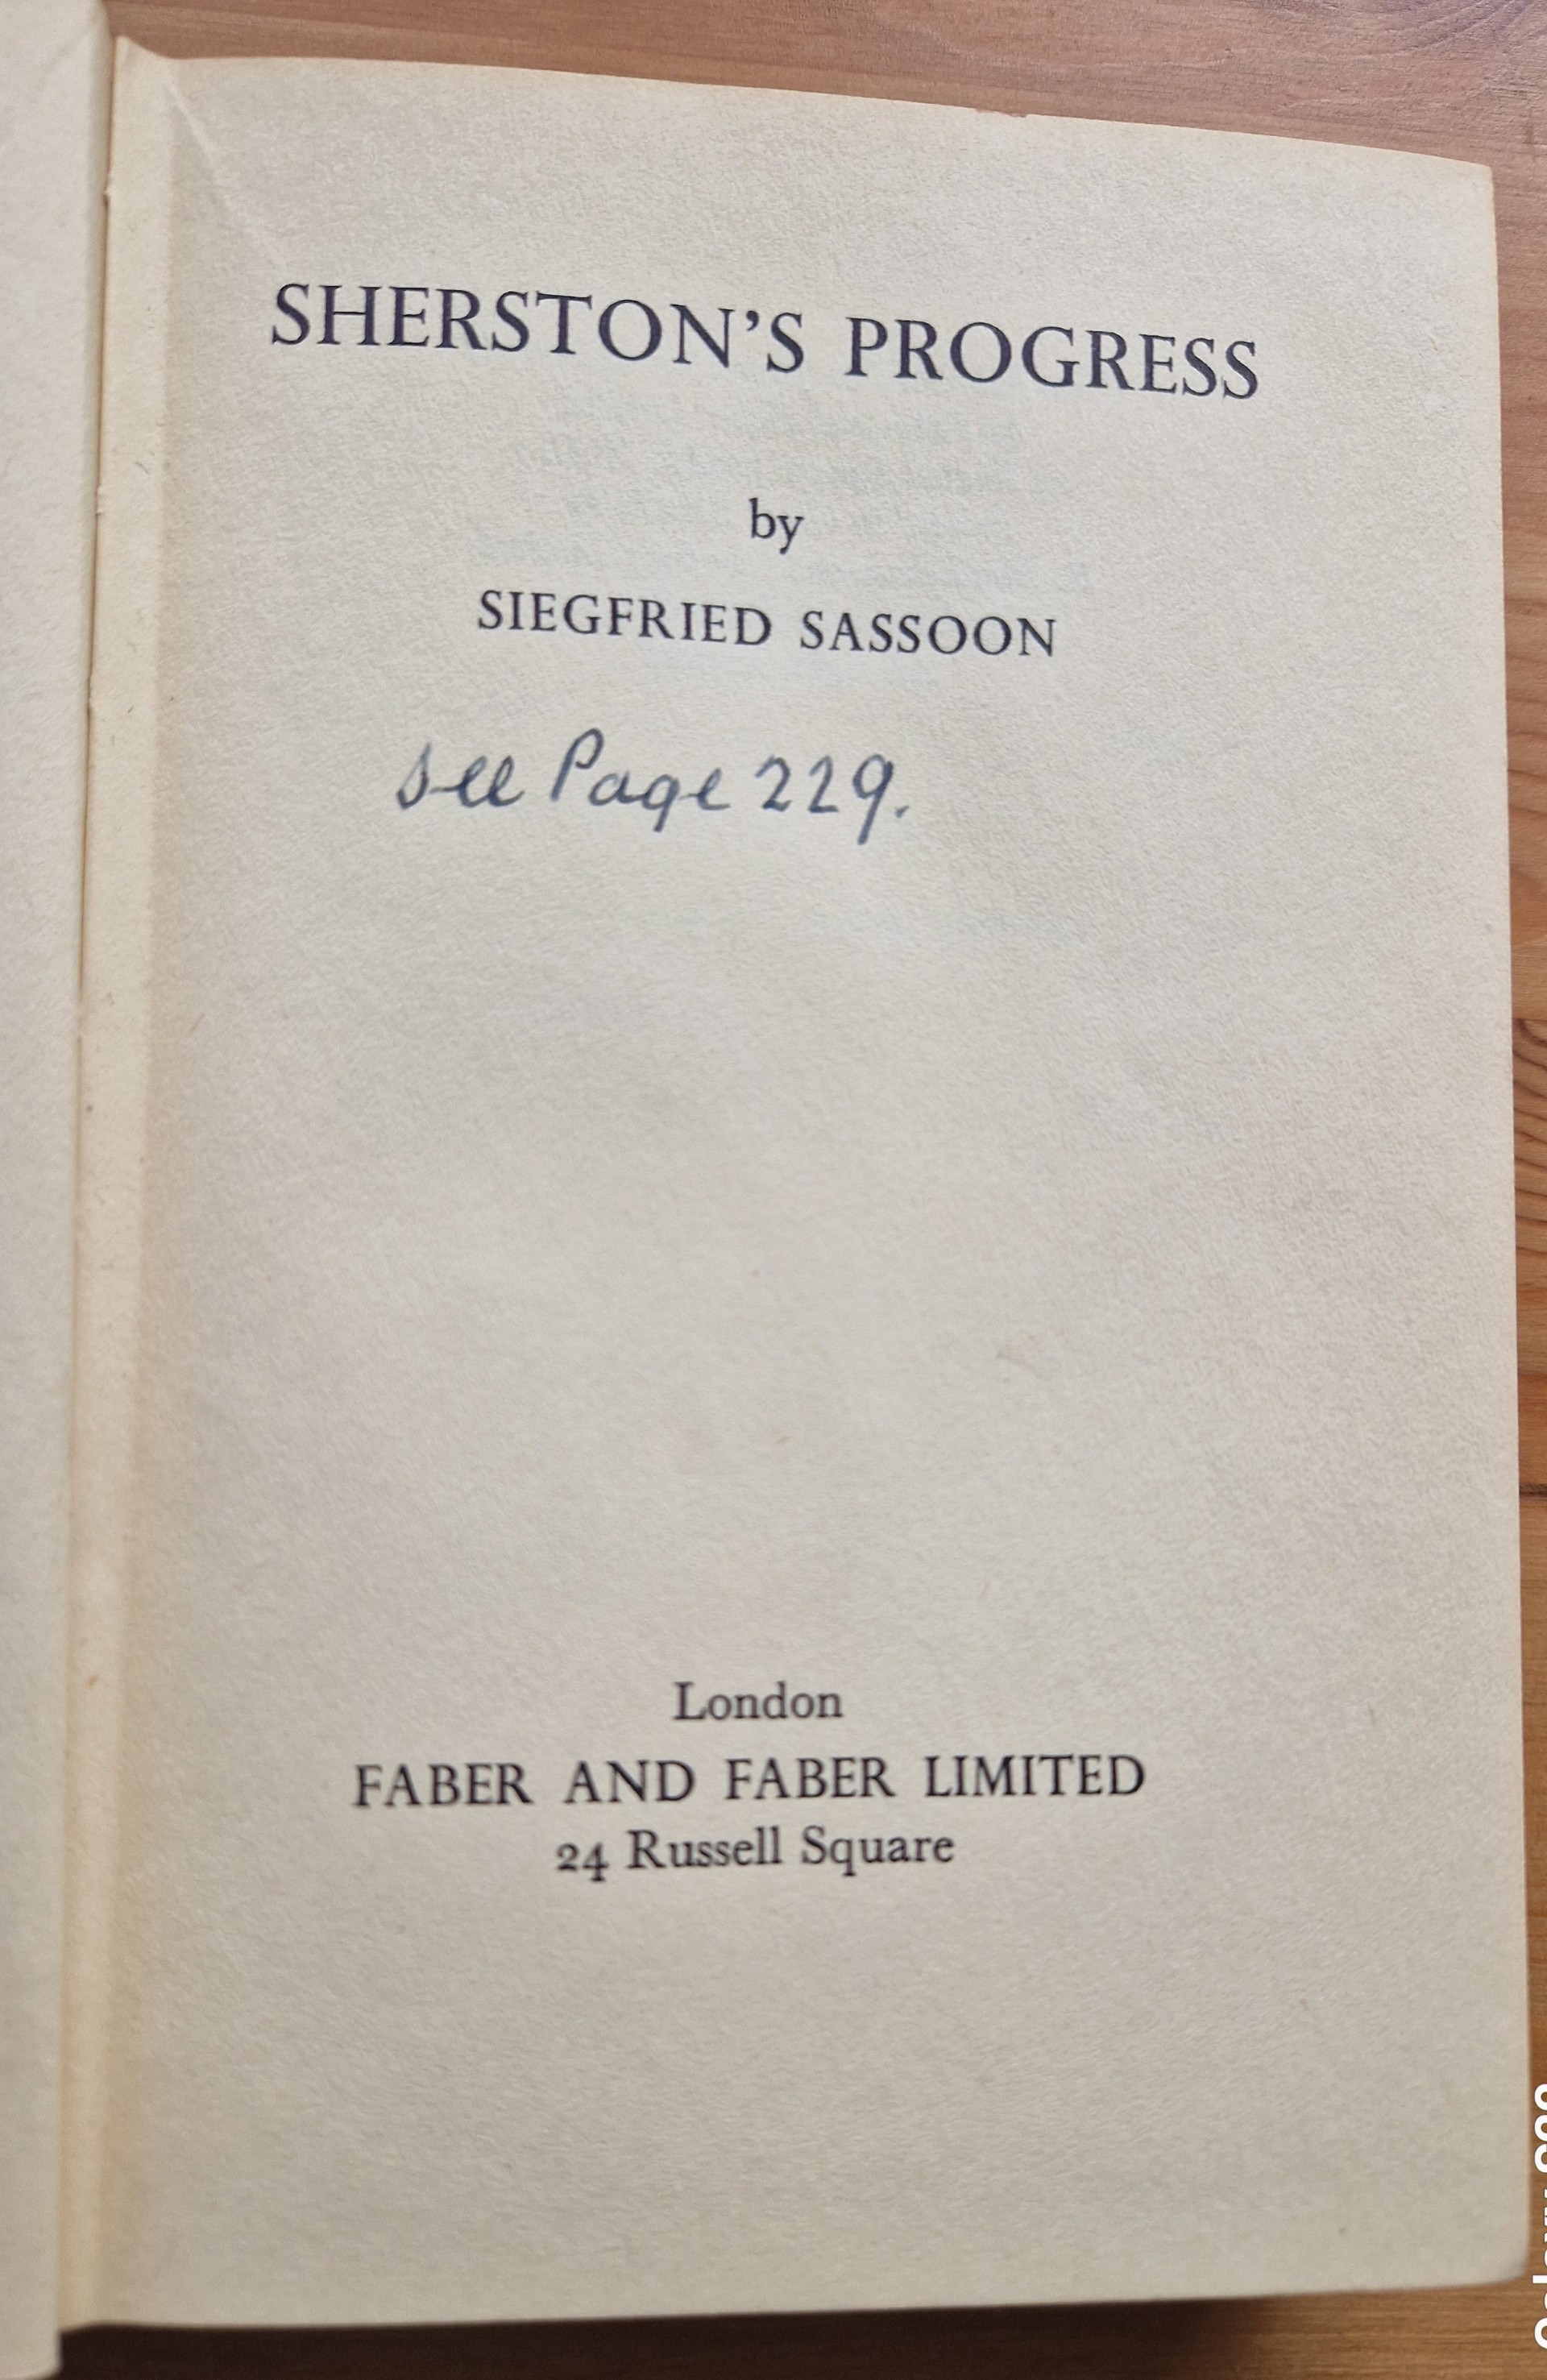 SHERSTON'S PROGRESS
by
SIEGFRIED SASSOON
see Page 229.
London
FABER AND FABER LIMITED
24 Russell Square